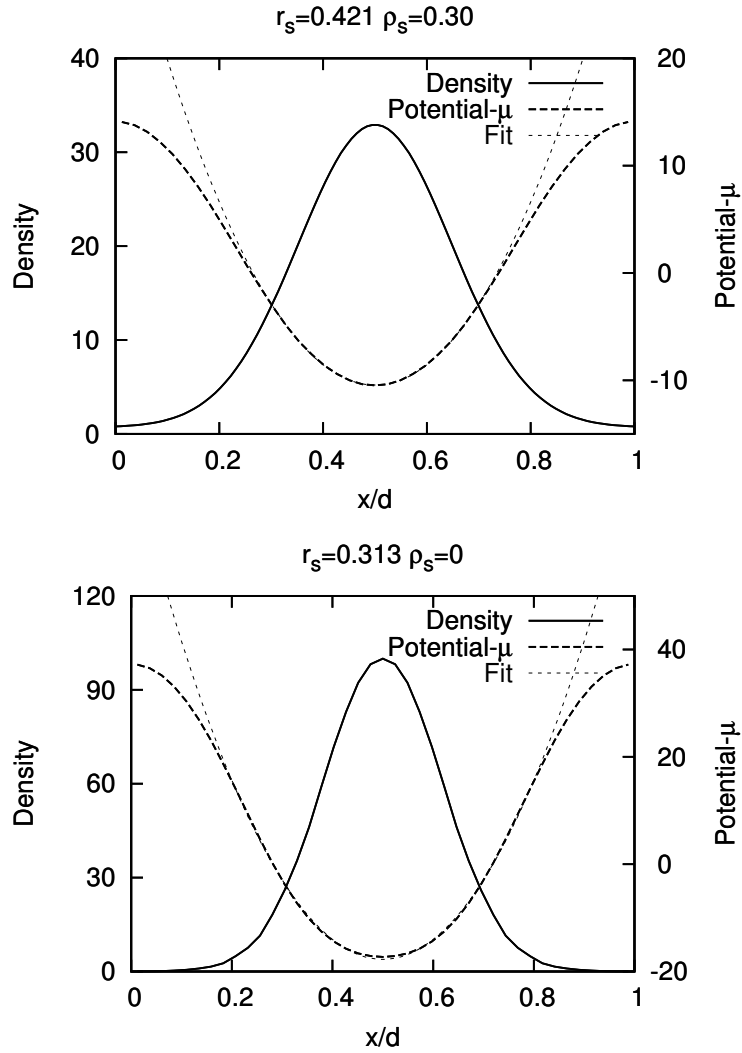 r_s=0.421 ρ_s=0.30
40 20
Density
Potential-μ
30 Fit 10
Density
20 0
Potential-μ
10 -10
0
0 0.2 0.4 0.6 0.8 1
x/d
r_s=0.313 ρ_s=0
120
Density
Potential-μ 40
90 Fit
Density
60 20
Potential-μ
30 0
0 -20
0 0.2 0.4 0.6 0.8 1
x/d